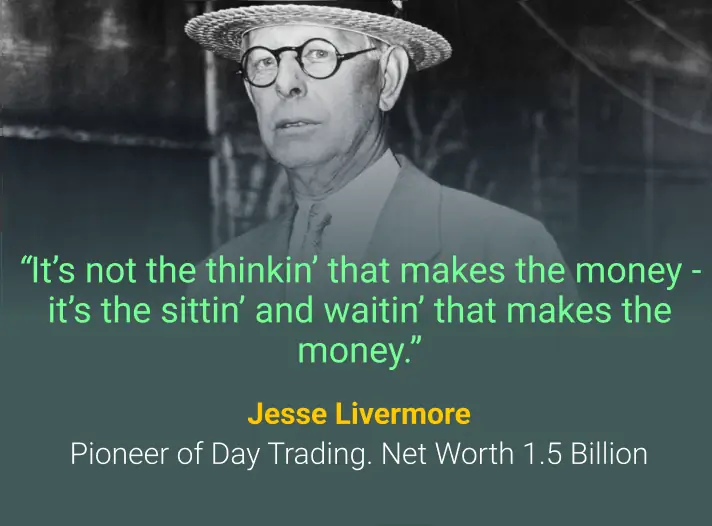 “It’s not the thinkin’ that makes the money -
it’s the sittin’ and waitin’ that makes the
money.”
Jesse Livermore
Pioneer of Day Trading. Net Worth 1.5 Billion